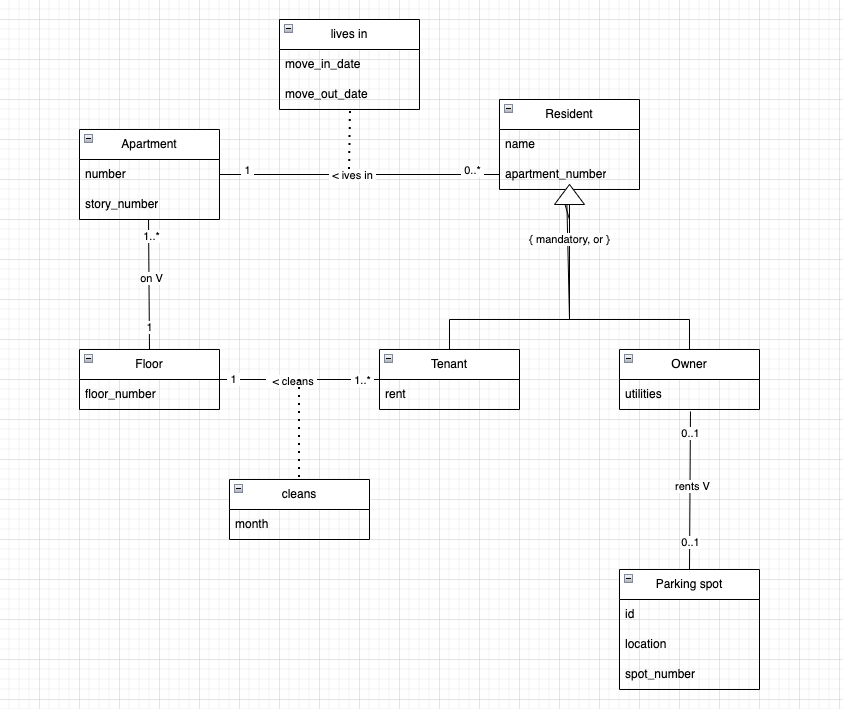 lives in
move_in_date
move_out_date
Resident
name
apartment_number
Apartment
number
story_number
1
< ives in
0..*
{ mandatory, or }
1..*
on V
1
Floor
floor_number
1
< cleans
1..*
Tenant
rent
Owner
utilities
0..1
rents V
0..1
cleans
month
Parking spot
id
location
spot_number